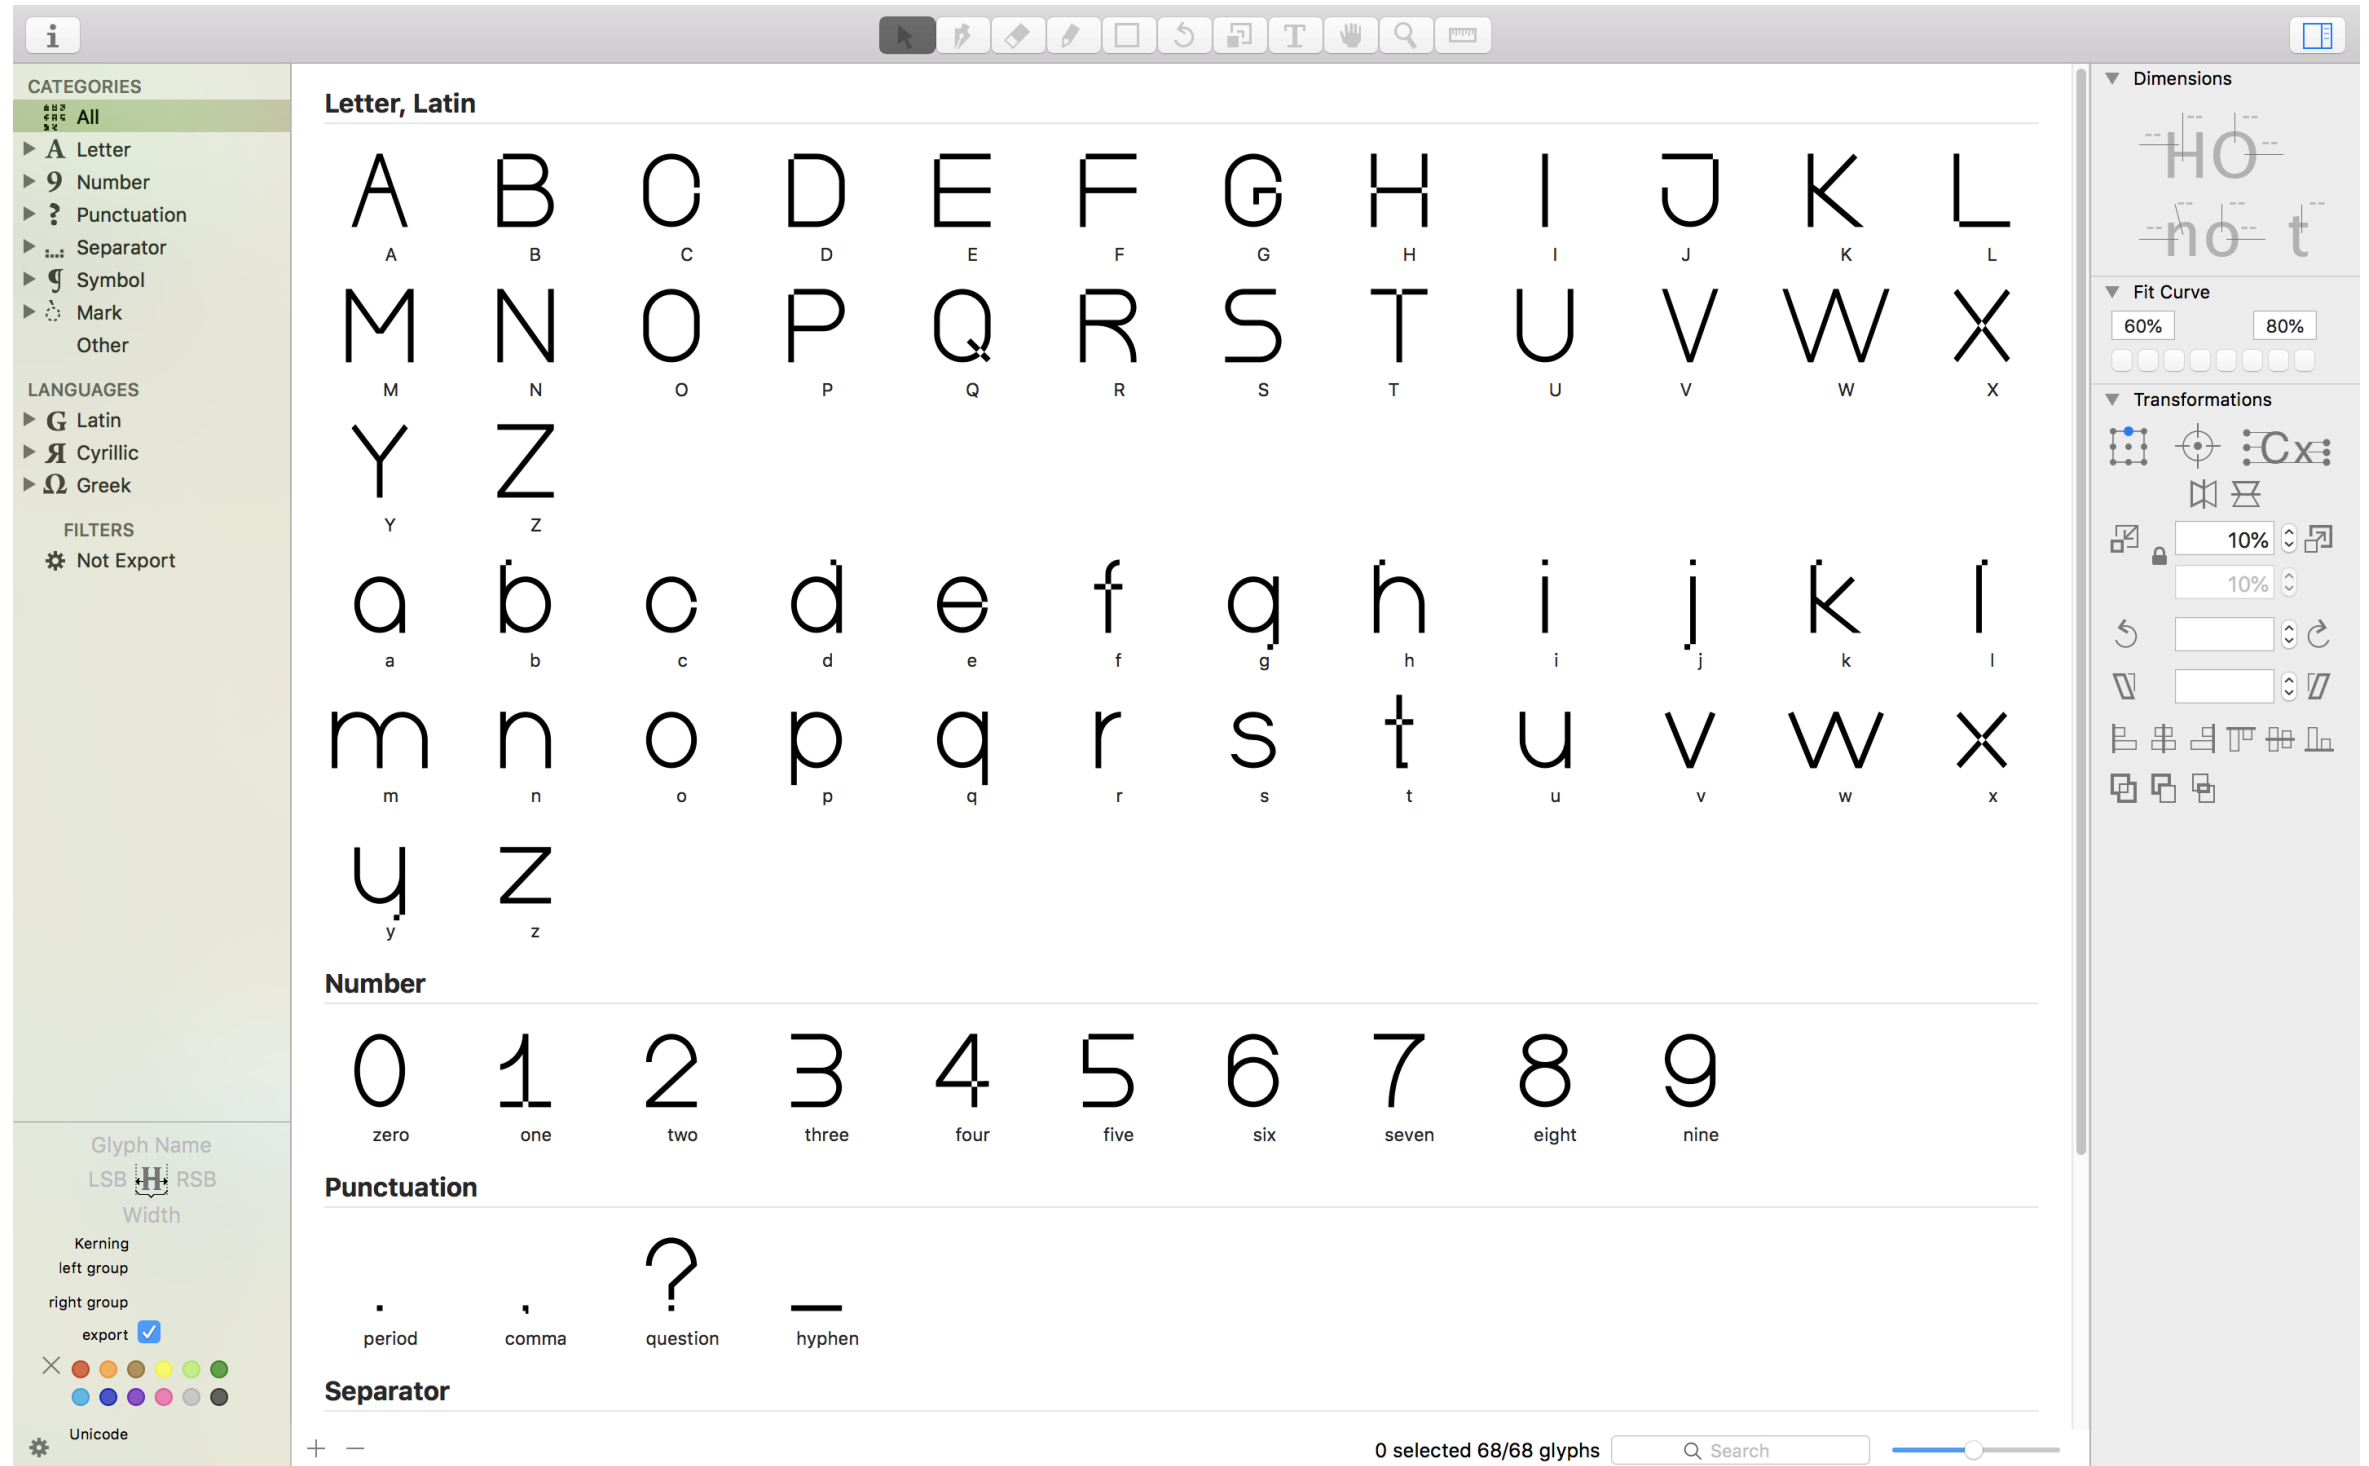 i
T
CATEGORIES
All
A Letter
9 Number
? Punctuation
Separator
¶ Symbol
Mark
Other
LANGUAGES
G Latin
Я Cyrillic
Ω Greek
FILTERS
Not Export
Glyph Name
LSB H RSB
Width
Kerning
left group
right group
export
Unicode
Letter, Latin
A B C D E F G H I J K L
A B C D E F G H I J K L
M N O P Q R S T U V W X
M N O P Q R S T U V W X
Y Z
Y Z
a b c d e f g h i j k l
a b c d e f g h i j k l
m n o p q r s t u v w x
m n o p q r s t u v w x
y z
y z
Number
0 1 2 3 4 5 6 7 8 9
zero one two three four five six seven eight nine
Punctuation
. , ? _
period comma question hyphen
Separator
0 selected 68/68 glyphs
Search
Dimensions
-- HO --
-- no t --
Fit Curve
60% 80%
Transformations
Cx
10%
10%